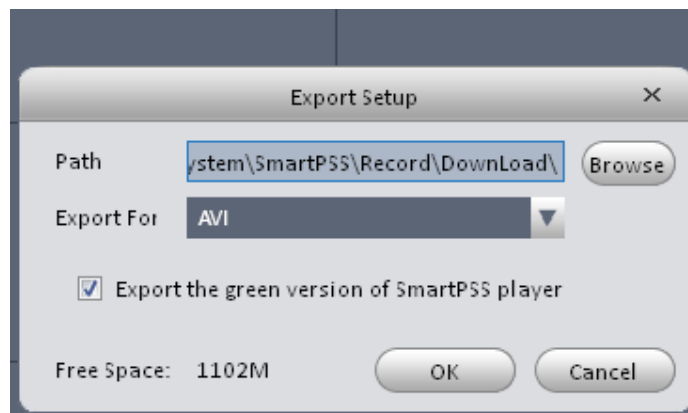 Export Setup
Path ystem\SmartPSS\Record\DownLoad\ Browse
Export For AVI
Export the green version of SmartPSS player
Free Space: 1102M OK Cancel